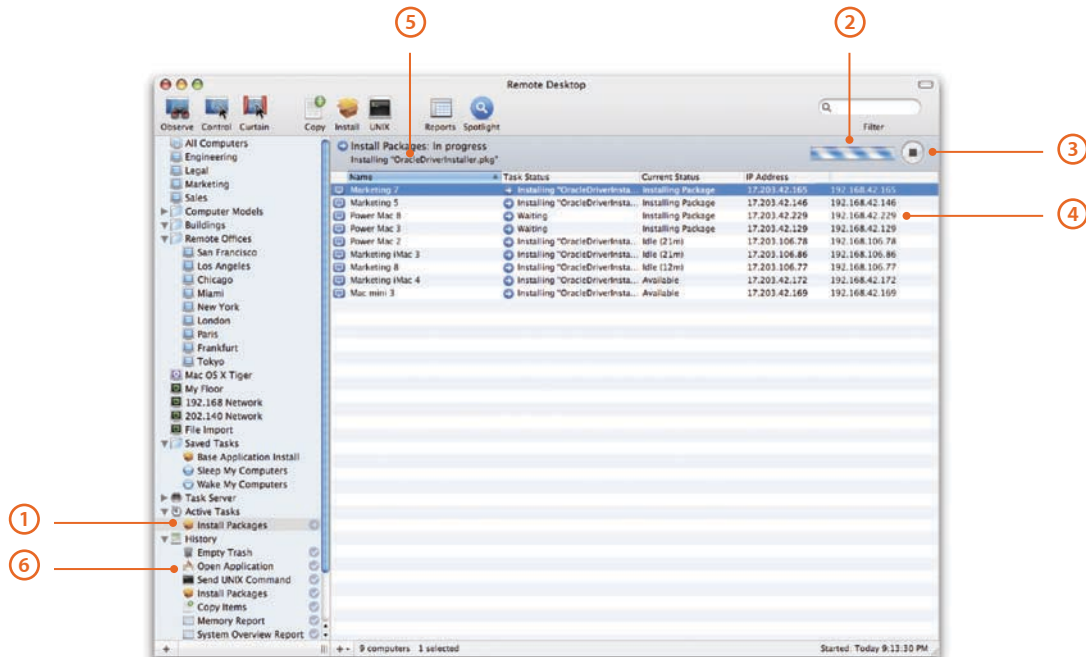 5
2
Remote Desktop
Observe Control Curtain Copy Install UNIX Reports Spotlight Filter
All Computers
Engineering
Legal
Marketing
Sales
Computer Models
Buildings
Remote Offices
San Francisco
Los Angeles
Chicago
Miami
New York
London
Paris
Frankfurt
Tokyo
Mac OS X Tiger
My Floor
192.168 Network
202.140 Network
File Import
Saved Tasks
Base Application Install
Sleep My Computers
Wake My Computers
Task Server
Active Tasks
1
Install Packages
History
Empty Trash
6
Open Application
Send UNIX Command
Install Packages
Copy Items
Memory Report
System Overview Report
Install Packages: In progress
Installing "OracleDriverInstaller.pkg"
3
Name Task Status Current Status IP Address
Marketing 7 Installing "OracleDriverInsta... Installing Package 17.203.42.165 192.168.42.165
Marketing 5 Installing "OracleDriverInsta... Installing Package 17.203.42.146 192.168.42.146
Power Mac 8 Waiting Installing Package 17.203.42.229 192.168.42.229
4
Power Mac 3 Waiting Installing Package 17.203.42.129 192.168.42.129
Power Mac 2 Installing "OracleDriverInsta... Idle (21m) 17.203.106.78 192.168.106.78
Marketing iMac 3 Installing "OracleDriverInsta... Idle (21m) 17.203.106.86 192.168.106.86
Marketing 8 Installing "OracleDriverInsta... Idle (12m) 17.203.106.77 192.168.106.77
Marketing iMac 4 Installing "OracleDriverInsta... Available 17.203.42.172 192.168.42.172
Mac mini 3 Installing "OracleDriverInsta... Available 17.203.42.169 192.168.42.169
9 computers 1 selected
Started: Today 9:13:30 PM